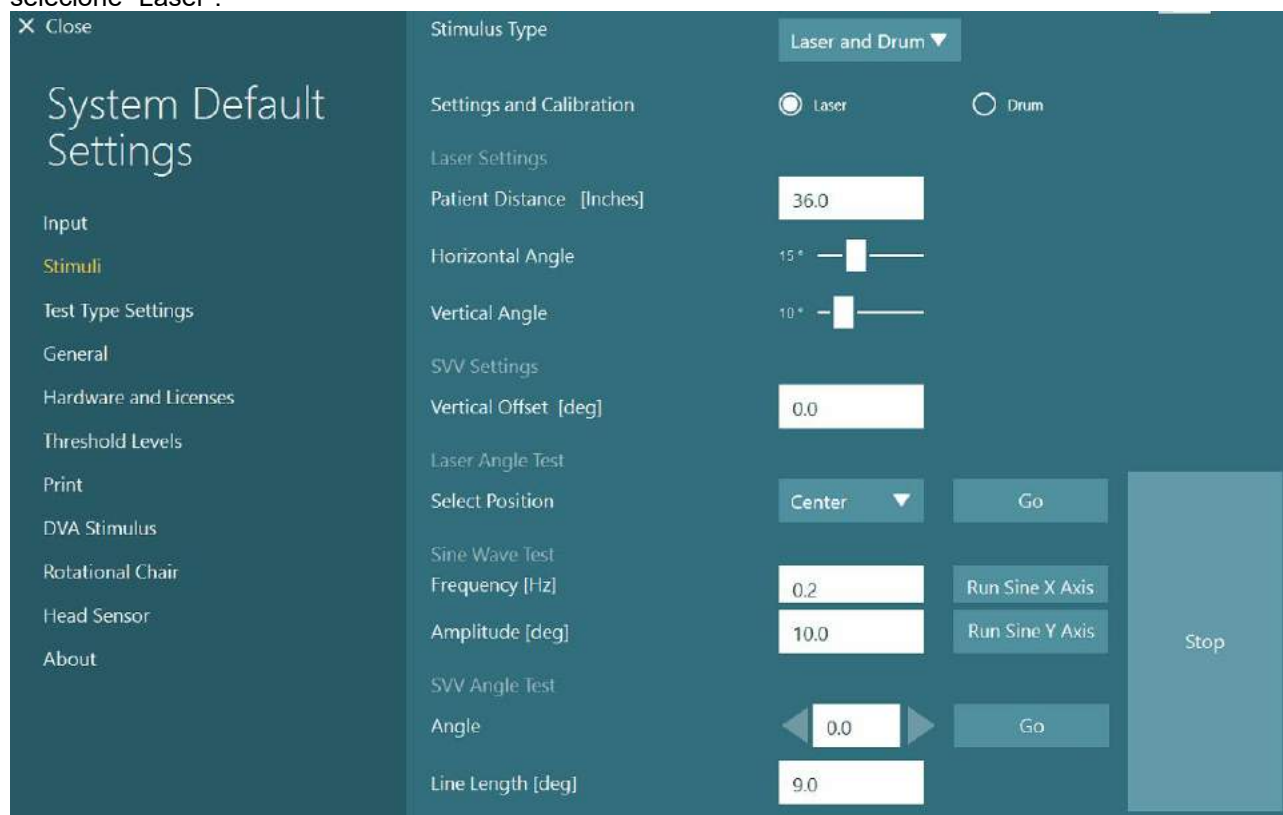 selecione "Laser".
X Close
System Default
Settings
Input
Stimuli
Test Type Settings
General
Hardware and Licenses
Threshold Levels
Print
DVA Stimulus
Rotational Chair
Head Sensor
About
Stimulus Type
Laser and Drum
Settings and Calibration
Laser
Drum
Laser Settings
Patient Distance [Inches]
36.0
Horizontal Angle
15°
Vertical Angle
10°
SVV Settings
Vertical Offset [deg]
0.0
Laser Angle Test
Select Position
Center
Go
Sine Wave Test
Frequency [Hz]
0.2
Run Sine X Axis
Amplitude [deg]
10.0
Run Sine Y Axis
Stop
SVV Angle Test
Angle
0.0
Go
Line Length [deg]
9.0